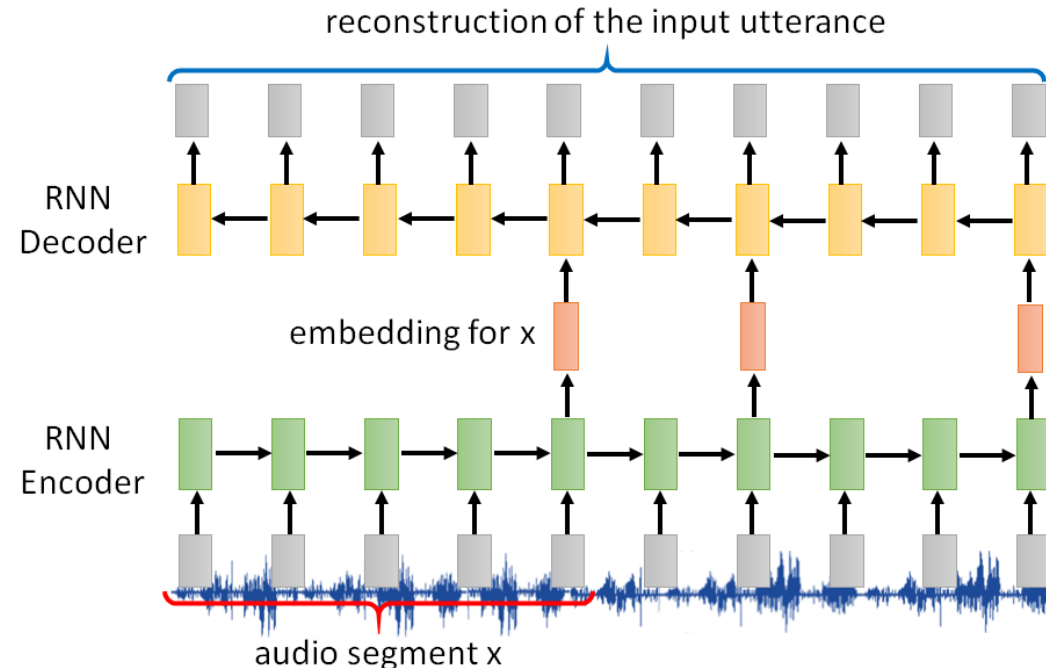 reconstruction of the input utterance
RNN
Decoder
embedding for x
RNN
Encoder
audio segment x